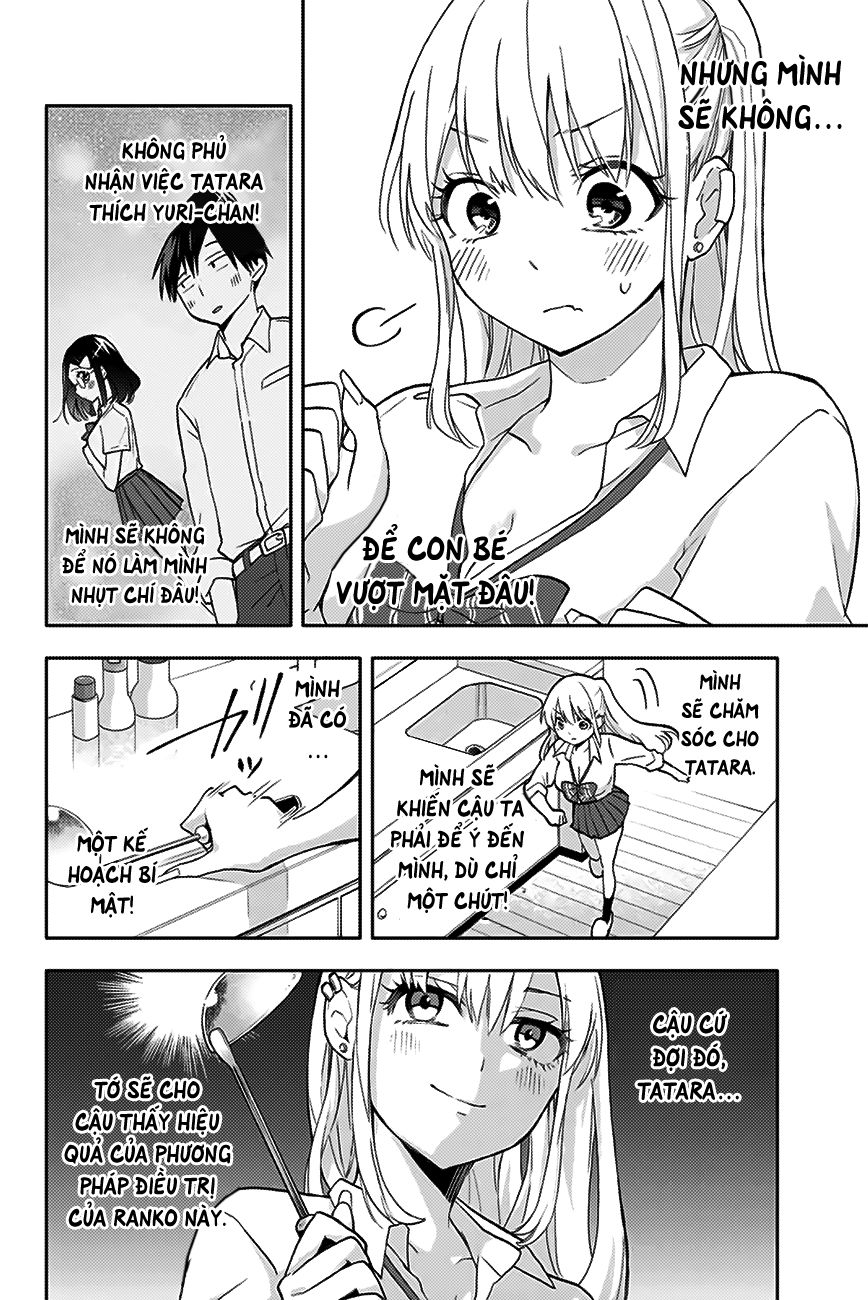 NHƯNG MÌNH
SẼ KHÔNG...
ĐỂ CON BÉ
VƯỢT MẶT ĐÂU!
KHÔNG PHỦ
NHẬN VIỆC TATARA
THÍCH YURI-CHAN!
MÌNH SẼ KHÔNG
ĐỂ NÓ LÀM MÌNH
NHỤT CHÍ ĐẦU!
MÌNH
SẼ CHĂM
SÓC CHO
TATARA.
MÌNH SẼ
KHIẾN CẬU TA
PHẢI ĐỂ Ý ĐẾN
MÌNH, DÙ CHỈ
MỘT CHÚT!
MÌNH
ĐÃ CÓ
...
ガッ
MỘT KẾ
HOẠCH BÍ
MẬT!
CẬU CỨ
ĐỢI ĐÓ,
TATARA...
TỚ SẼ CHO
CẬU THẤY HIỆU
QUẢ CỦA PHƯƠNG
PHÁP ĐIỀU TRỊ
CỦA RANKO NÀY.